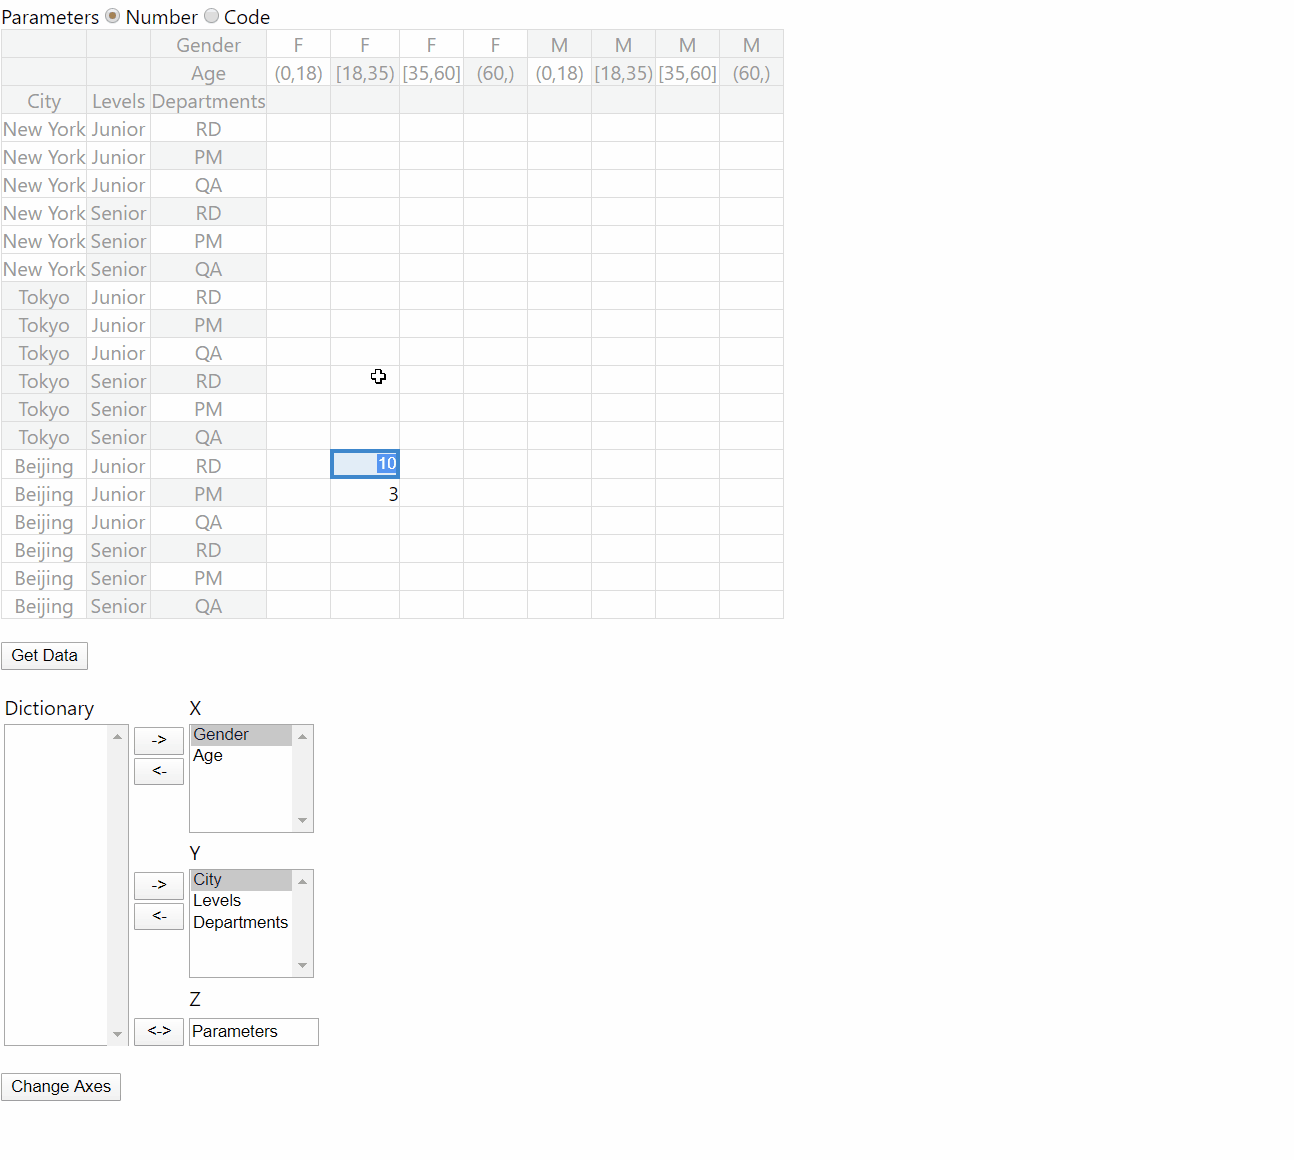 Parameters Number Code
Gender F F F F M M M M
Age (0,18) [18,35) [35,60] (60,) (0,18) [18,35) [35,60] (60,)
City Levels Departments
New York Junior RD
New York Junior PM
New York Junior QA
New York Senior RD
New York Senior PM
New York Senior QA
Tokyo Junior RD
Tokyo Junior PM
Tokyo Junior QA
Tokyo Senior RD
Tokyo Senior PM
Tokyo Senior QA
Beijing Junior RD 10
Beijing Junior PM 3
Beijing Junior QA
Beijing Senior RD
Beijing Senior PM
Beijing Senior QA
Get Data
Dictionary X
-> Gender
Age
<-
Y
-> City
Levels
<- Departments
Z
<-> Parameters
Change Axes